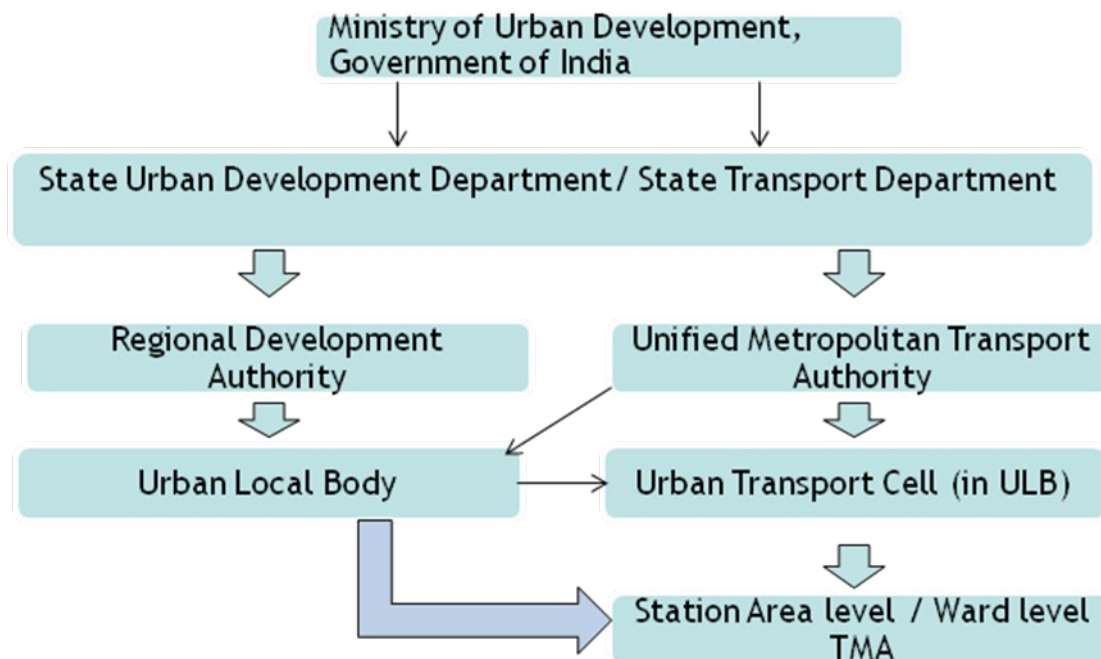 Ministry of Urban Development,
Government of India
State Urban Development Department/ State Transport Department
Regional Development
Authority
Unified Metropolitan Transport
Authority
Urban Local Body
Urban Transport Cell (in ULB)
Station Area level / Ward level
TMA